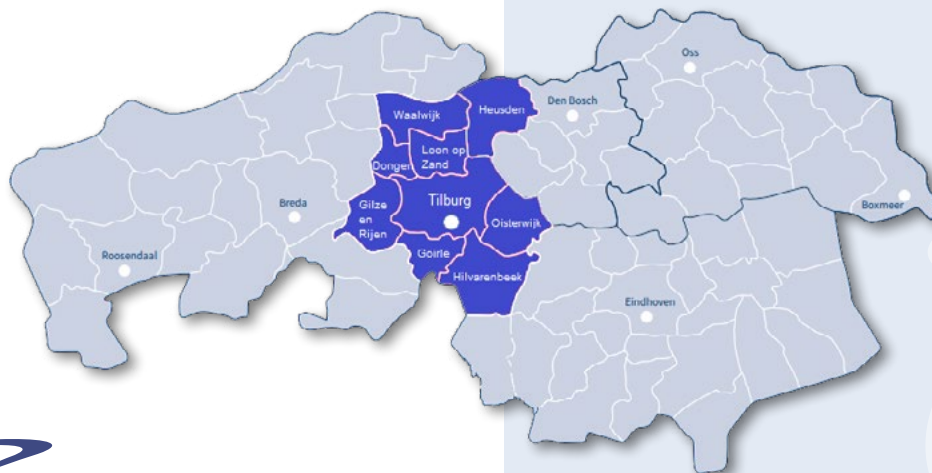 Oss
Den Bosch
Heusden
Waalwijk
Loon op
Zand
Dongen
Tilburg
Gilze
en
Rijen
Oisterwijk
Goirle
Hilvarenbeek
Breda
Roosendaal
Boxmeer
Eindhoven